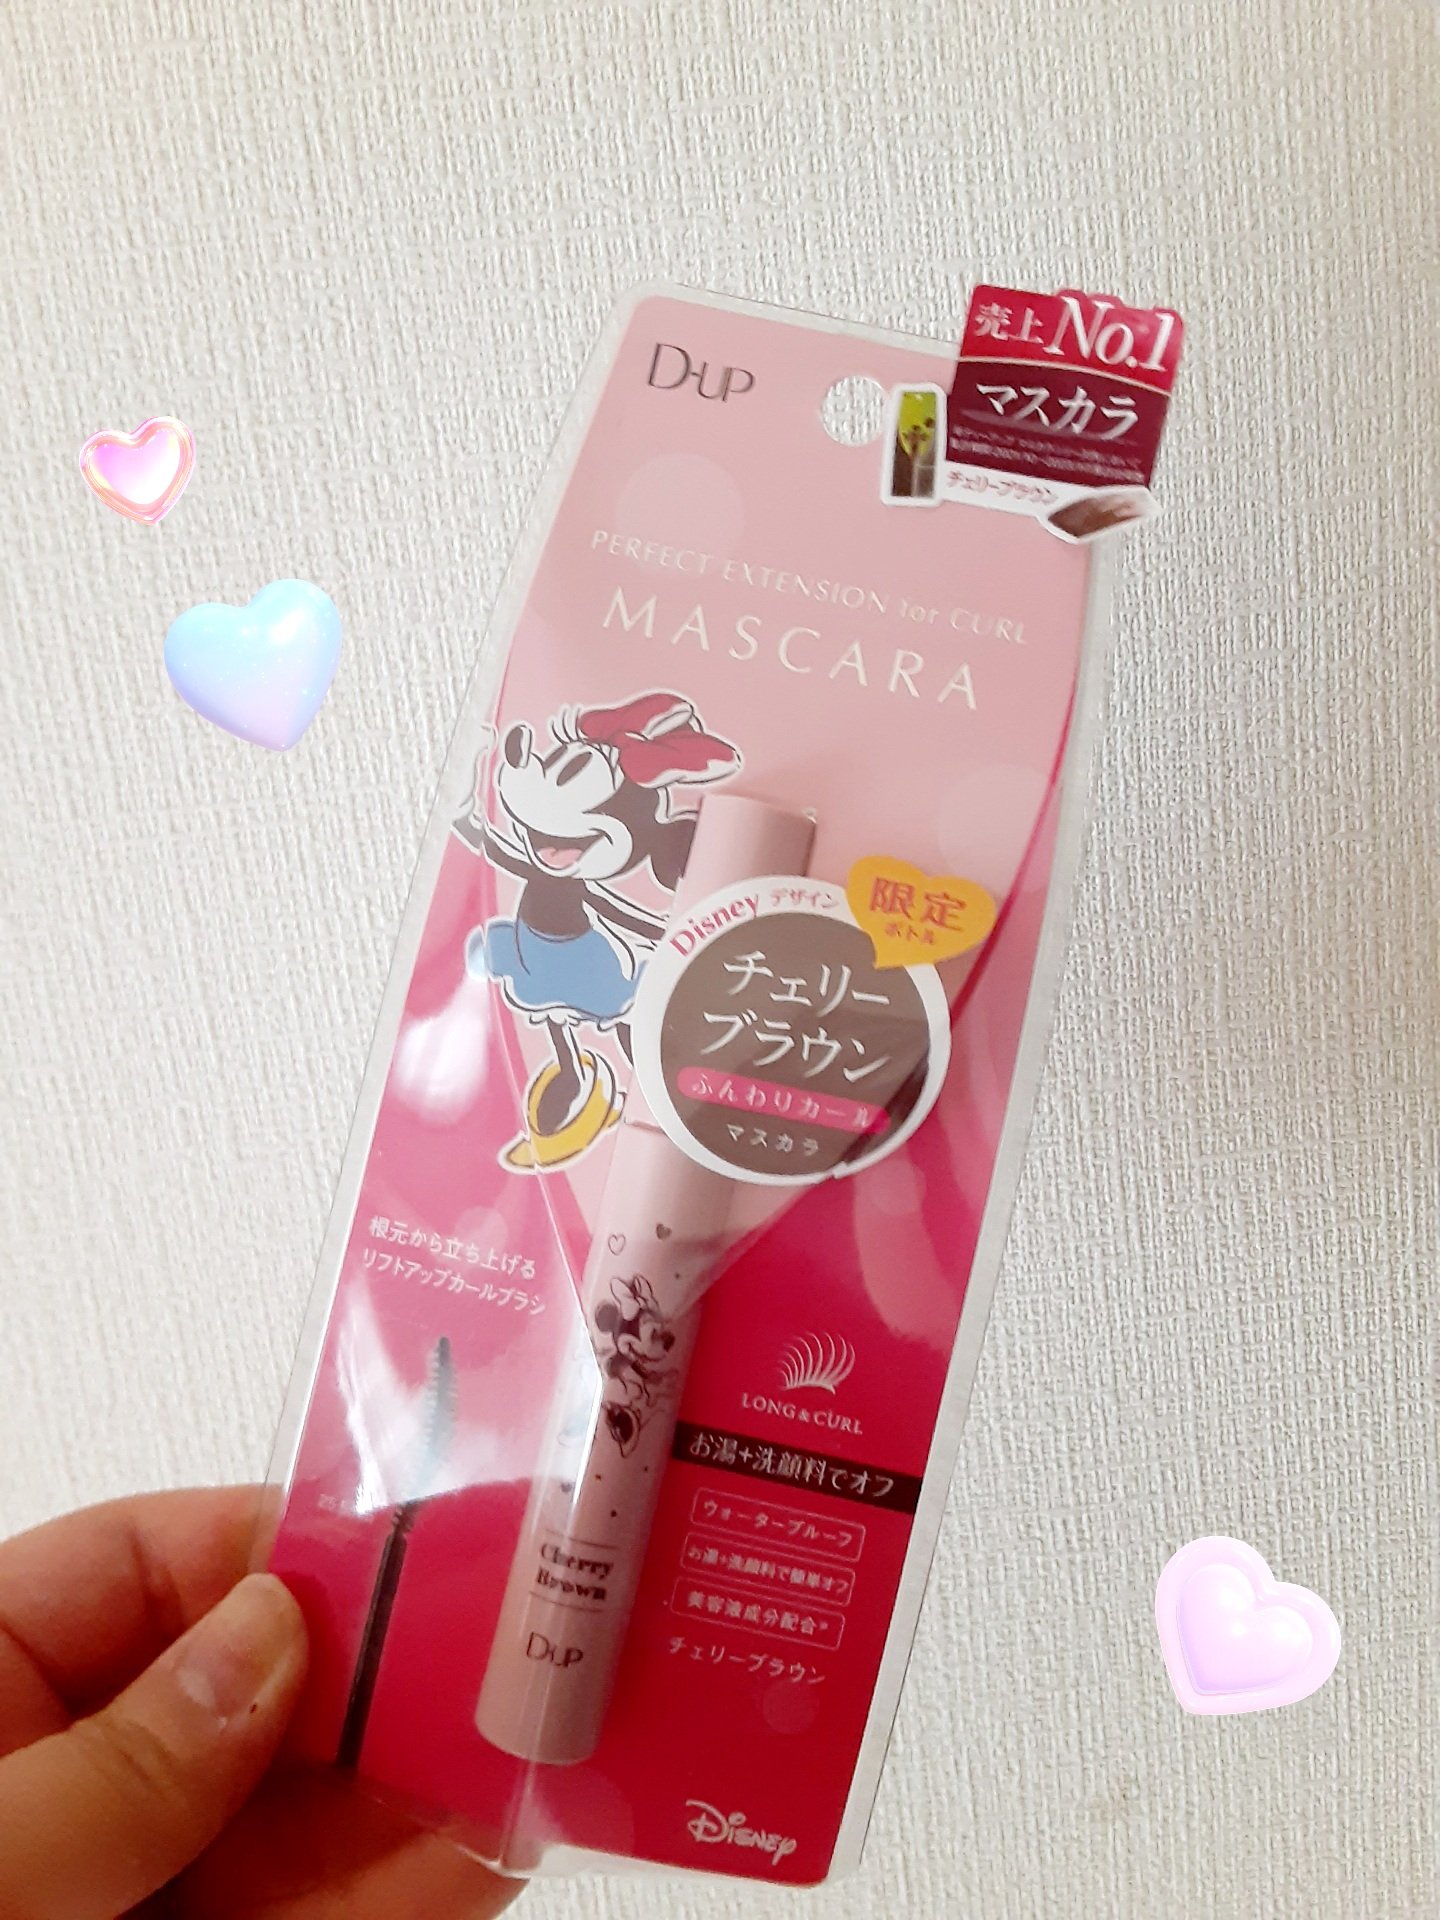 D-UP
売上No.1
マスカラ
チェリーブラウン
PERFECT EXTENSION for CURL
MASCARA
Disney デザイン
限定
ボトル
チェリー
ブラウン
ふんわりカール
マスカラ
根元から立ち上げる
リフトアップカールブラシ
LONG & CURL
お湯+洗顔料でオフ
ウォータープルーフ
お湯+洗顔料で簡単オフ
美容液成分配合*
チェリーブラウン
Cherry
Brown
D-UP
Disney